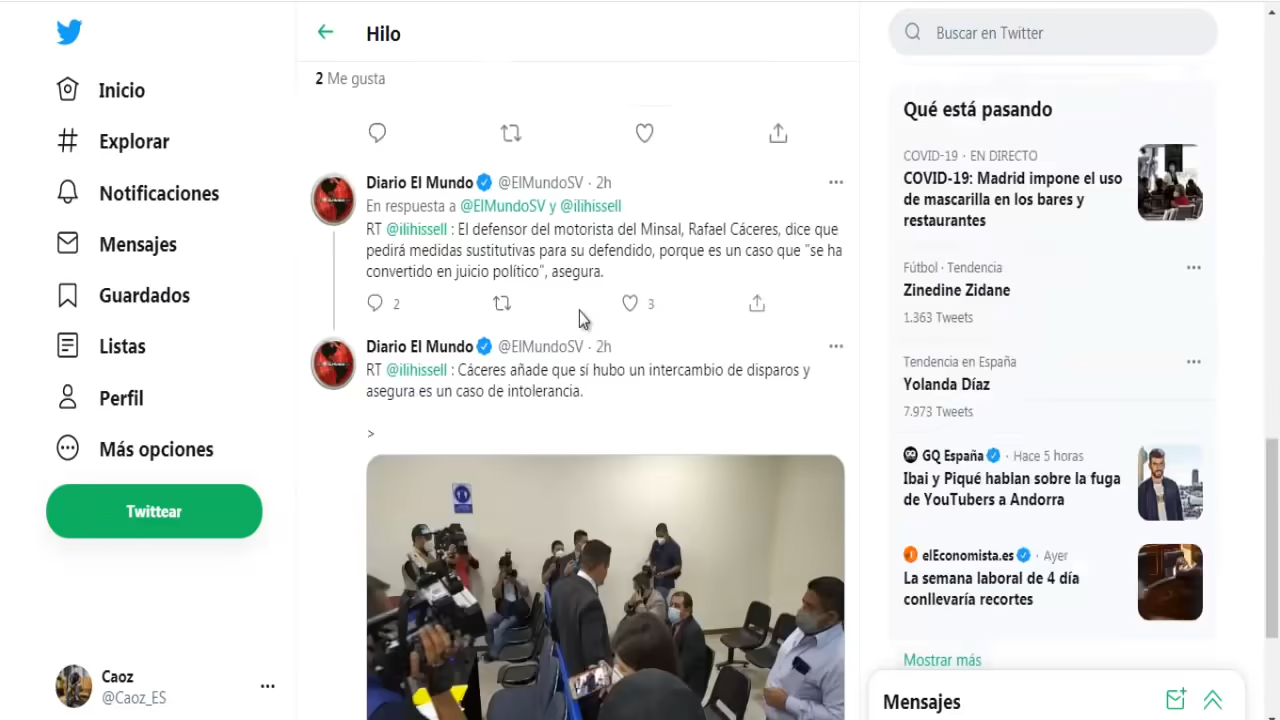 Inicio
Explorar
Notificaciones
Mensajes
Guardados
Listas
Perfil
Más opciones
Twittear
Caoz
@Caoz_ES
Hilo
2 Me gusta
Diario El Mundo @ElMundoSV · 2h
En respuesta a @ElMundoSV y @ilihissell
RT @ilihissell : El defensor del motorista del Minsal, Rafael Cáceres, dice que
pedirá medidas sustitutivas para su defendido, porque es un caso que "se ha
convertido en juicio político", asegura.
2 3
Diario El Mundo @ElMundoSV · 2h
RT @ilihissell : Cáceres añade que sí hubo un intercambio de disparos y
asegura es un caso de intolerancia.
>
Buscar en Twitter
Qué está pasando
COVID-19 · EN DIRECTO
COVID-19: Madrid impone el uso
de mascarilla en los bares y
restaurantes
Fútbol · Tendencia
Zinedine Zidane
1.363 Tweets
Tendencia en España
Yolanda Díaz
7.973 Tweets
GQ España · Hace 5 horas
Ibai y Piqué hablan sobre la fuga
de YouTubers a Andorra
elEconomista.es · Ayer
La semana laboral de 4 día
conllevaría recortes
Mostrar más
Mensajes